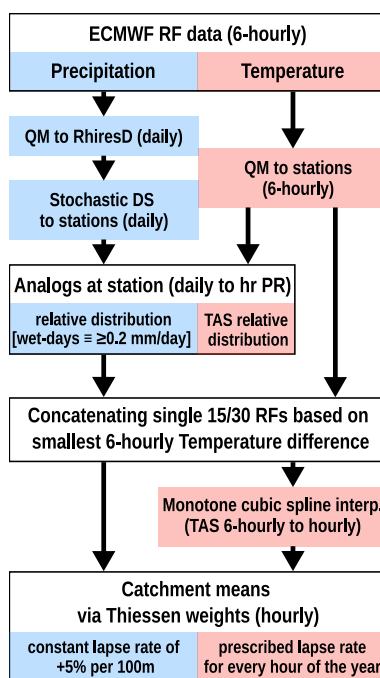 ECMWF RF data (6-hourly)
Precipitation
Temperature
QM to RhiresD (daily)
QM to stations
(6-hourly)
Stochastic DS
to stations (daily)
Analogs at station (daily to hr PR)
relative distribution
[wet-days ≡ ≥0.2 mm/day]
TAS relative
distribution
Concatenating single 15/30 RFs based on
smallest 6-hourly Temperature difference
Monotone cubic spline interp.
(TAS 6-hourly to hourly)
Catchment means
via Thiessen weights (hourly)
constant lapse rate of
+5% per 100m
prescribed lapse rate
for every hour of the year